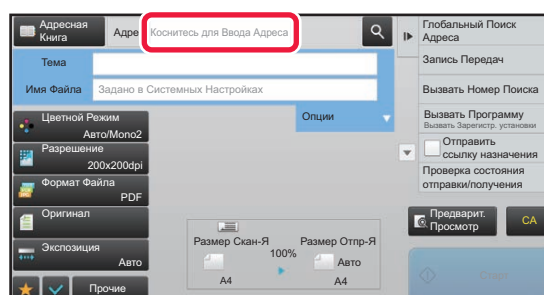 Адресная
Книга
Адре
Коснитесь для Ввода Адреса
Тема
Имя Файла
Задано в Системных Настройках
Опции
Цветной Режим
Авто/Mono2
Разрешение
200x200dpi
Формат Файла
PDF
Оригинал
Экспозиция
Авто
Прочие
Размер Скан-Я
100%
Размер Отпр-Я
Авто
A4
A4
Глобальный Поиск
Адреса
Запись Передач
Вызвать Номер Поиска
Вызвать Программу
Вызвать Зарегистр. установки
Отправить
ссылку назначения
Проверка состояния
отправки/получения
Предварит.
Просмотр
CA
Старт